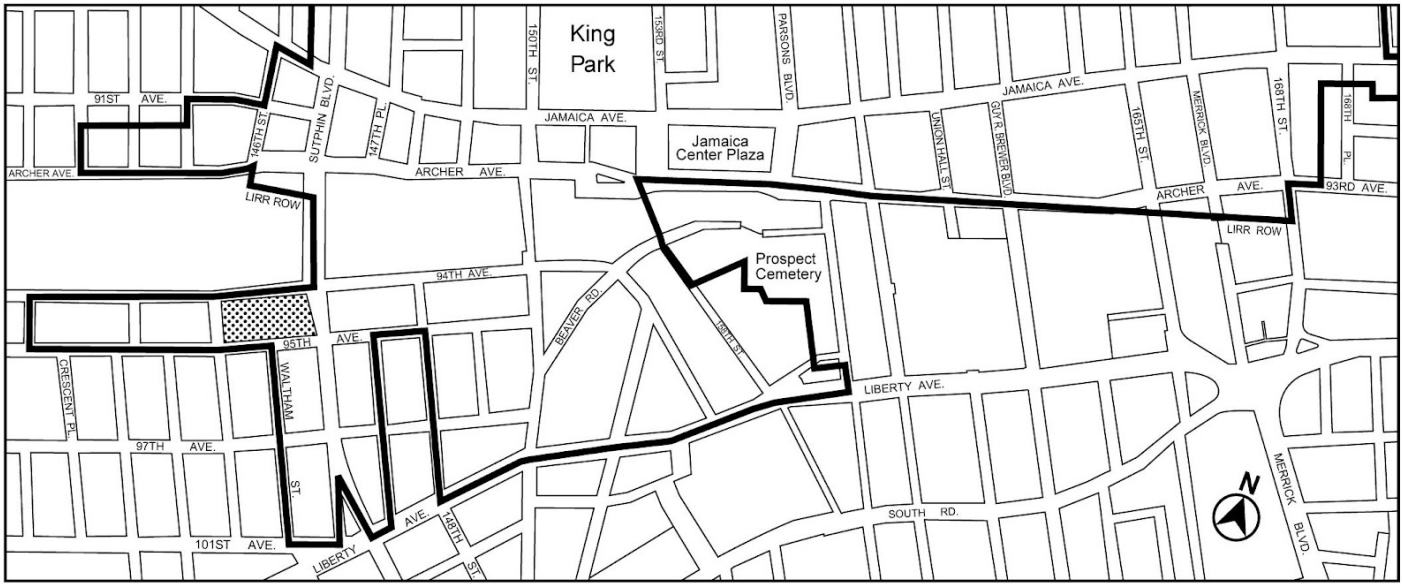 King
Park
150TH ST.
153RD ST.
PARSONS BLVD.
SUTPHIN BLVD.
91ST AVE.
146TH ST.
147TH PL.
JAMAICA AVE.
JAMAICA AVE.
Jamaica
Center Plaza
UNION HALL ST.
GUY R. BREWER BLVD.
165TH ST.
MERRICK BLVD.
168TH ST.
168TH PL.
ARCHER AVE.
ARCHER AVE.
ARCHER AVE.
93RD AVE.
LIRR ROW
LIRR ROW
94TH AVE.
Prospect
Cemetery
BEAVER RD.
158TH ST.
95TH AVE.
CRESCENT PL.
WALTHAM ST.
LIBERTY AVE.
97TH AVE.
101ST AVE.
LIBERTY AVE.
148TH ST.
SOUTH RD.
MERRICK BLVD.
N